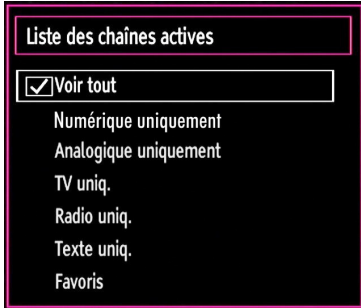 Liste des chaînes actives
Voir tout
Numérique uniquement
Analogique uniquement
TV uniq.
Radio uniq.
Texte uniq.
Favoris